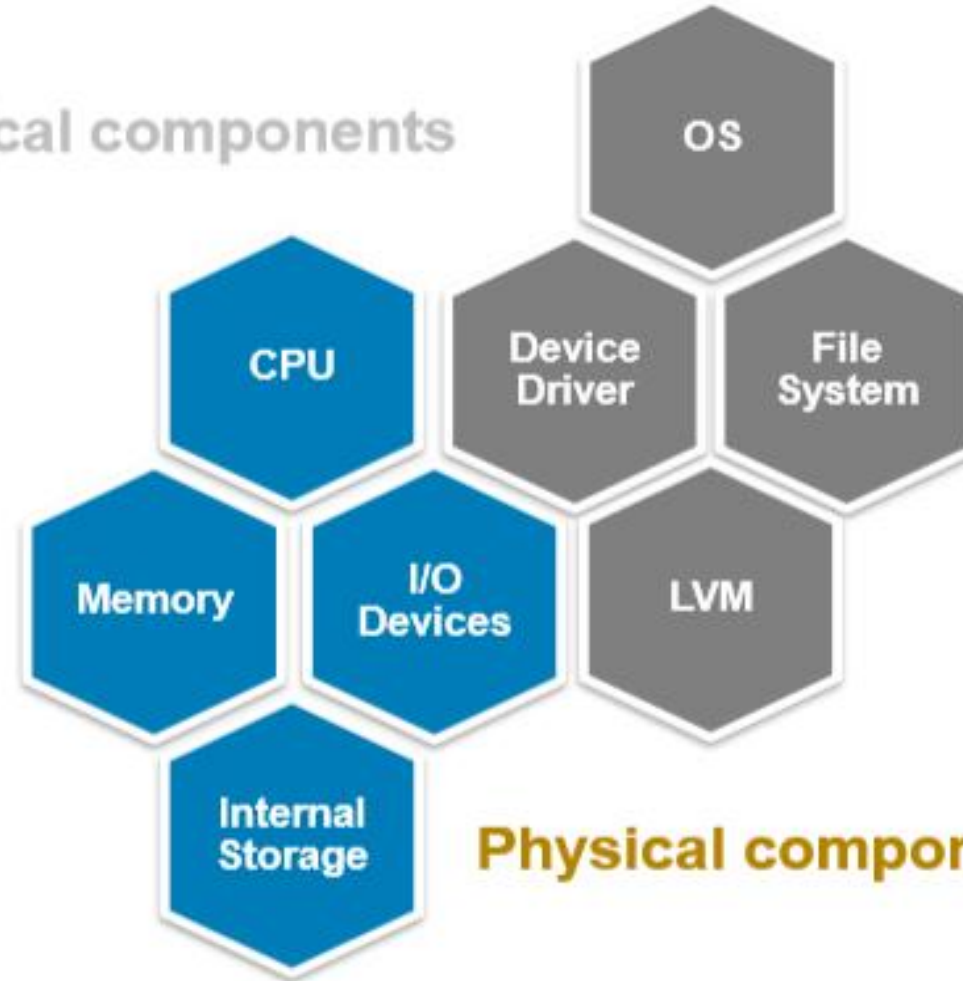 OS
cal components
CPU
Device
Driver
File
System
Memory
I/O
Devices
LVM
Internal
Storage
Physical compor